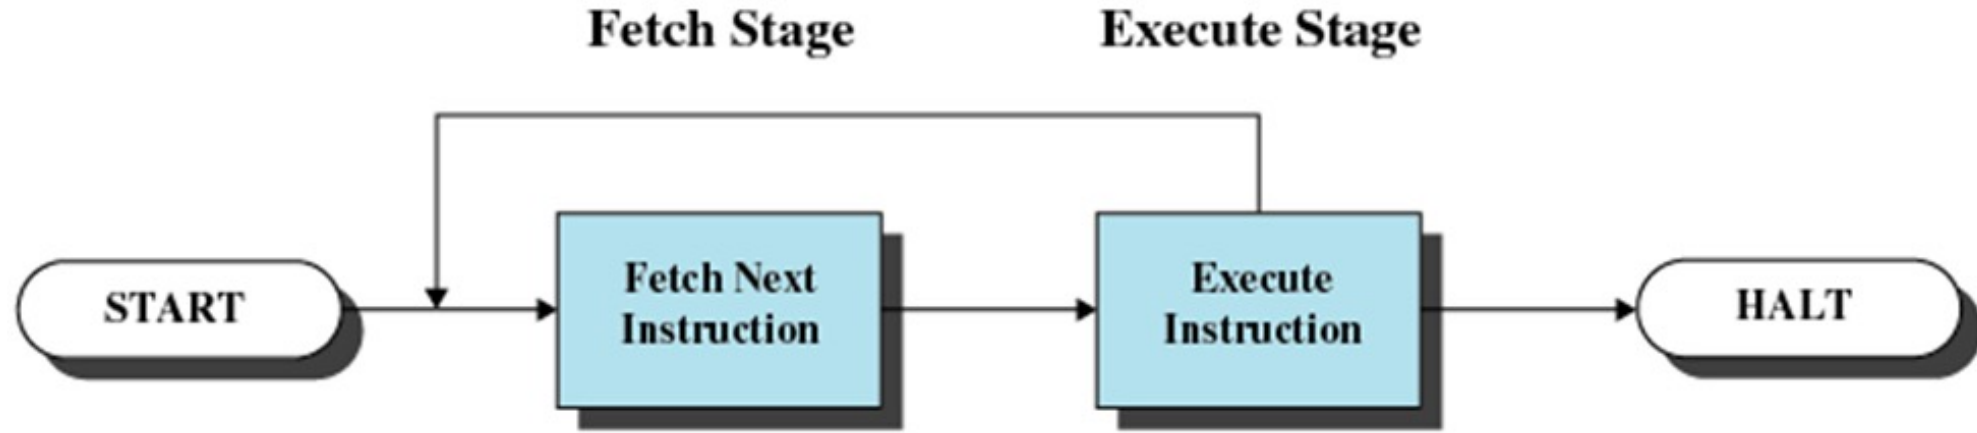 Fetch Stage
Execute Stage
START
Fetch Next
Instruction
Execute
Instruction
HALT